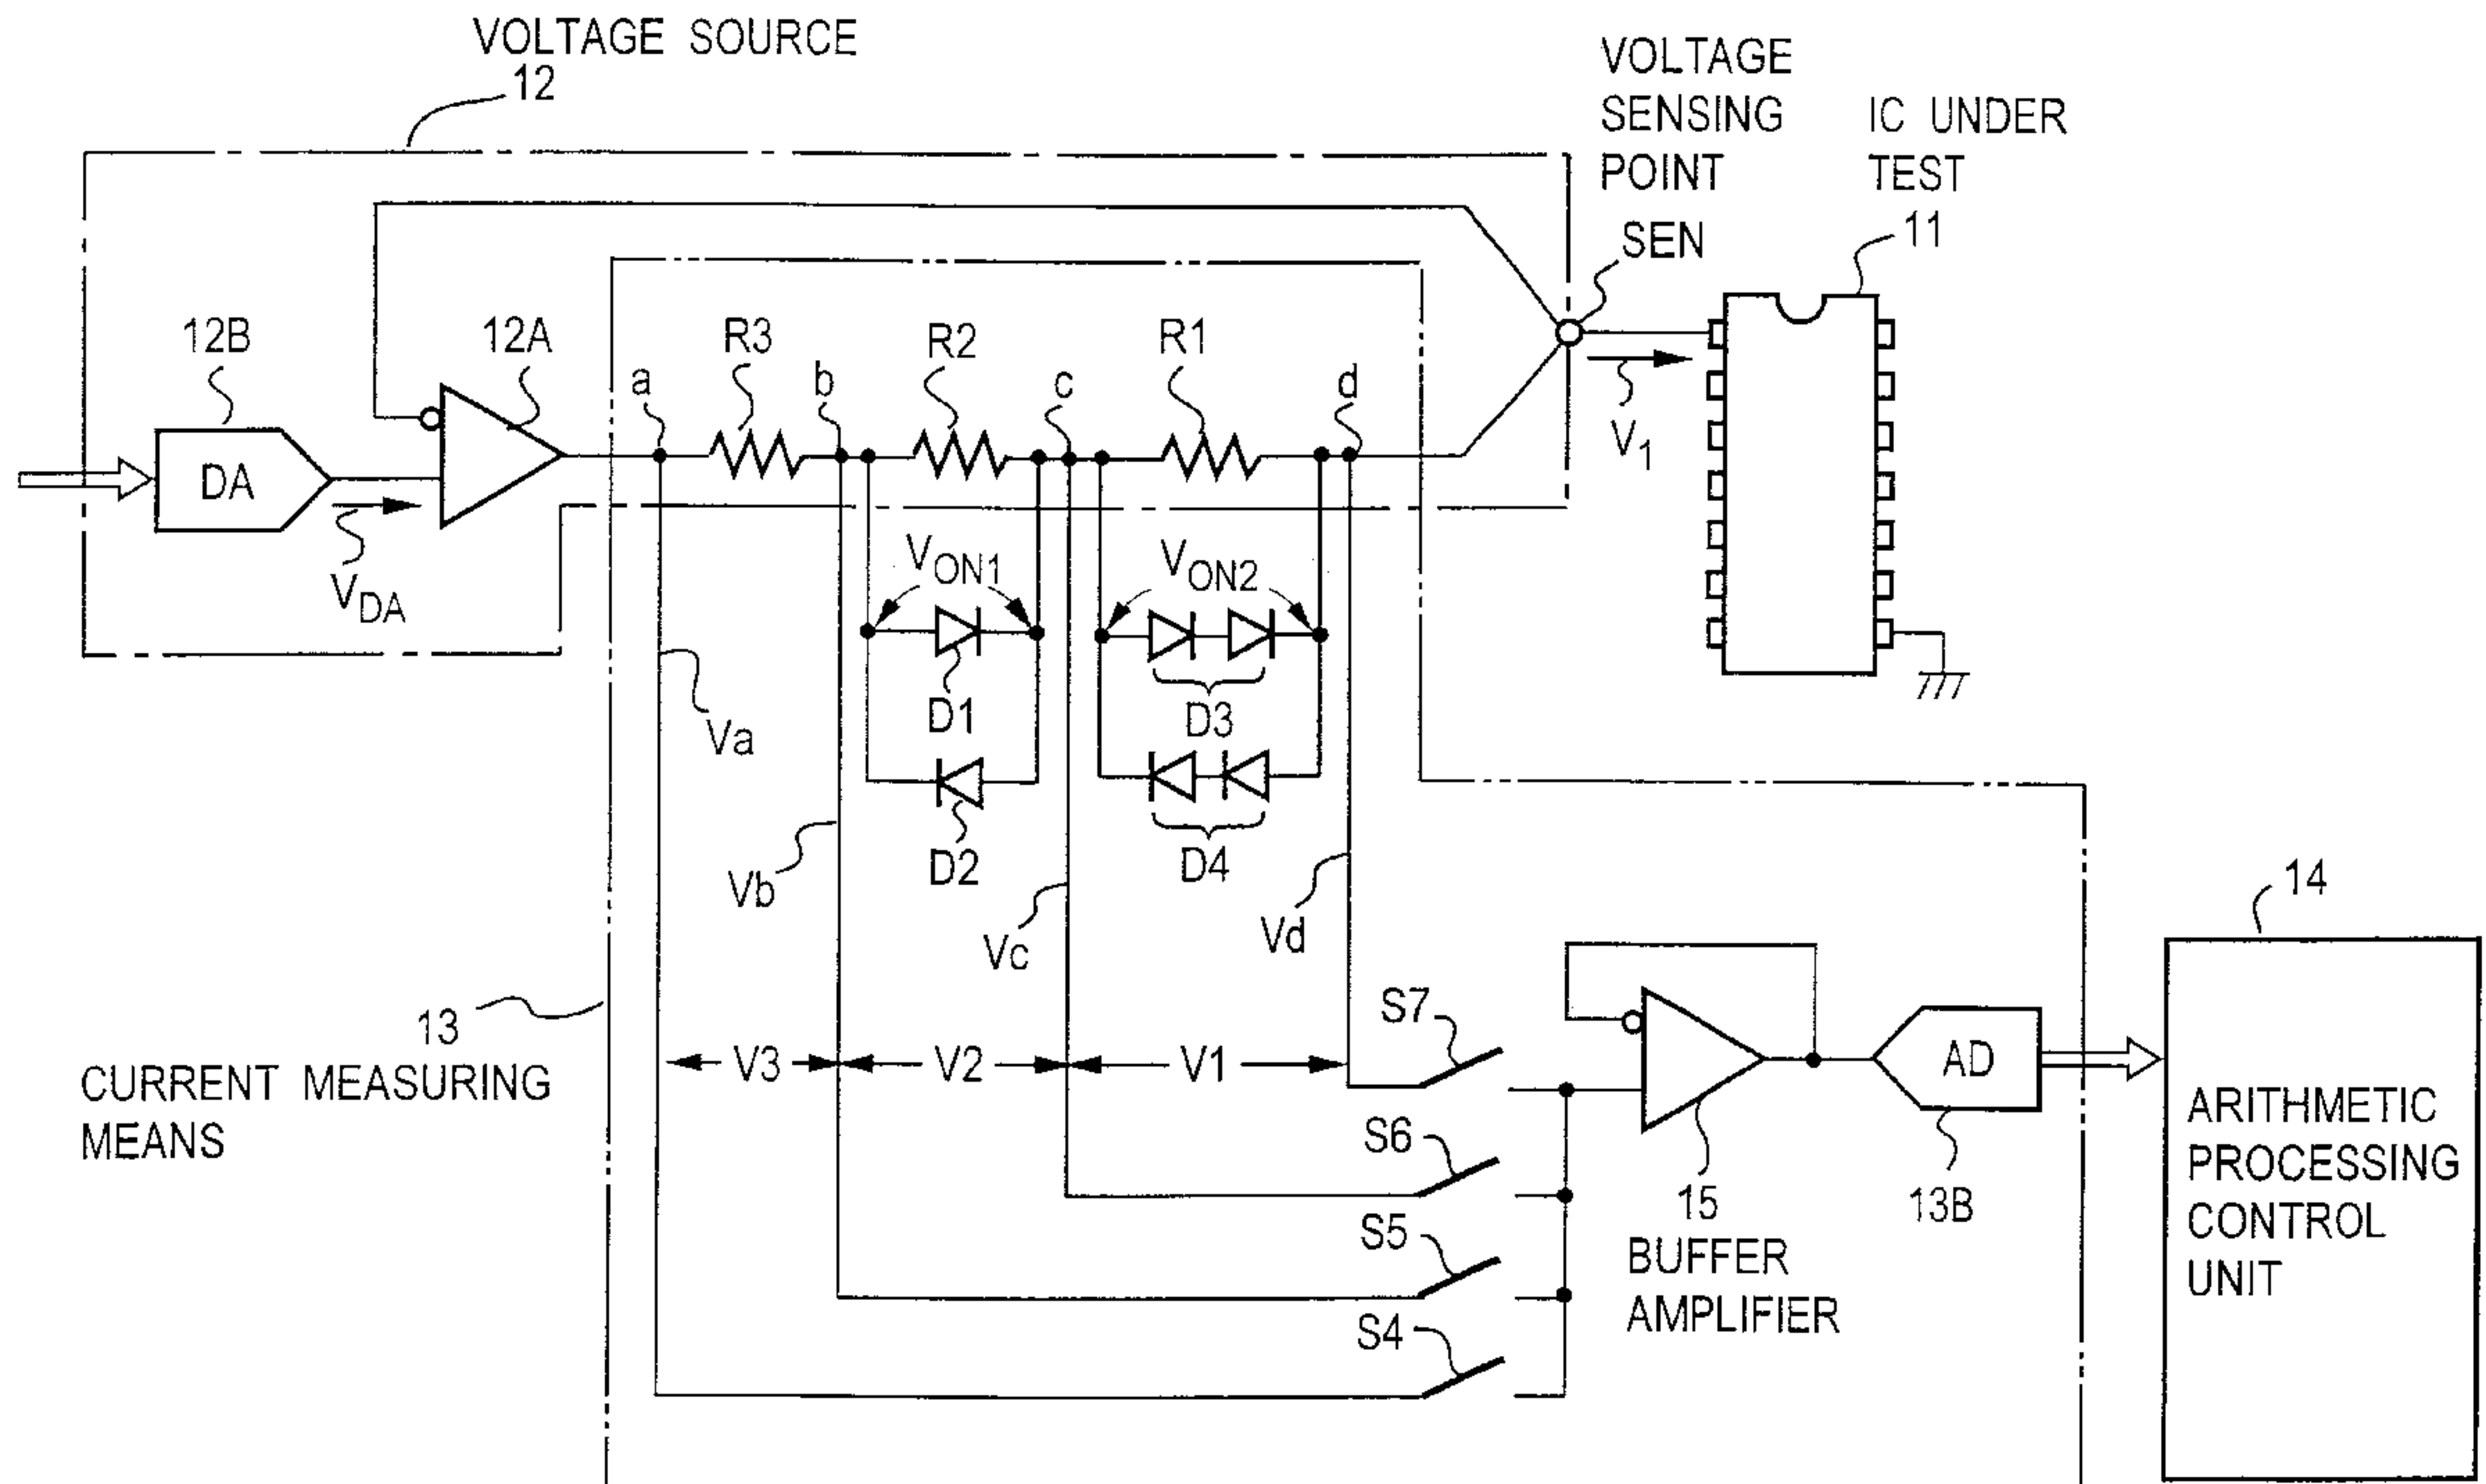 VOLTAGE SOURCE
12
VOLTAGE
SENSING
POINT
SEN
IC UNDER
TEST
11
12B
12A
a
R3
b
R2
c
R1
d
DA
VDA
V1
VON1
VON2
D1
D2
D3
D4
Va
Vb
Vc
Vd
13
CURRENT MEASURING
MEANS
V3
V2
V1
S7
S6
S5
S4
15
BUFFER
AMPLIFIER
AD
13B
14
ARITHMETIC
PROCESSING
CONTROL
UNIT